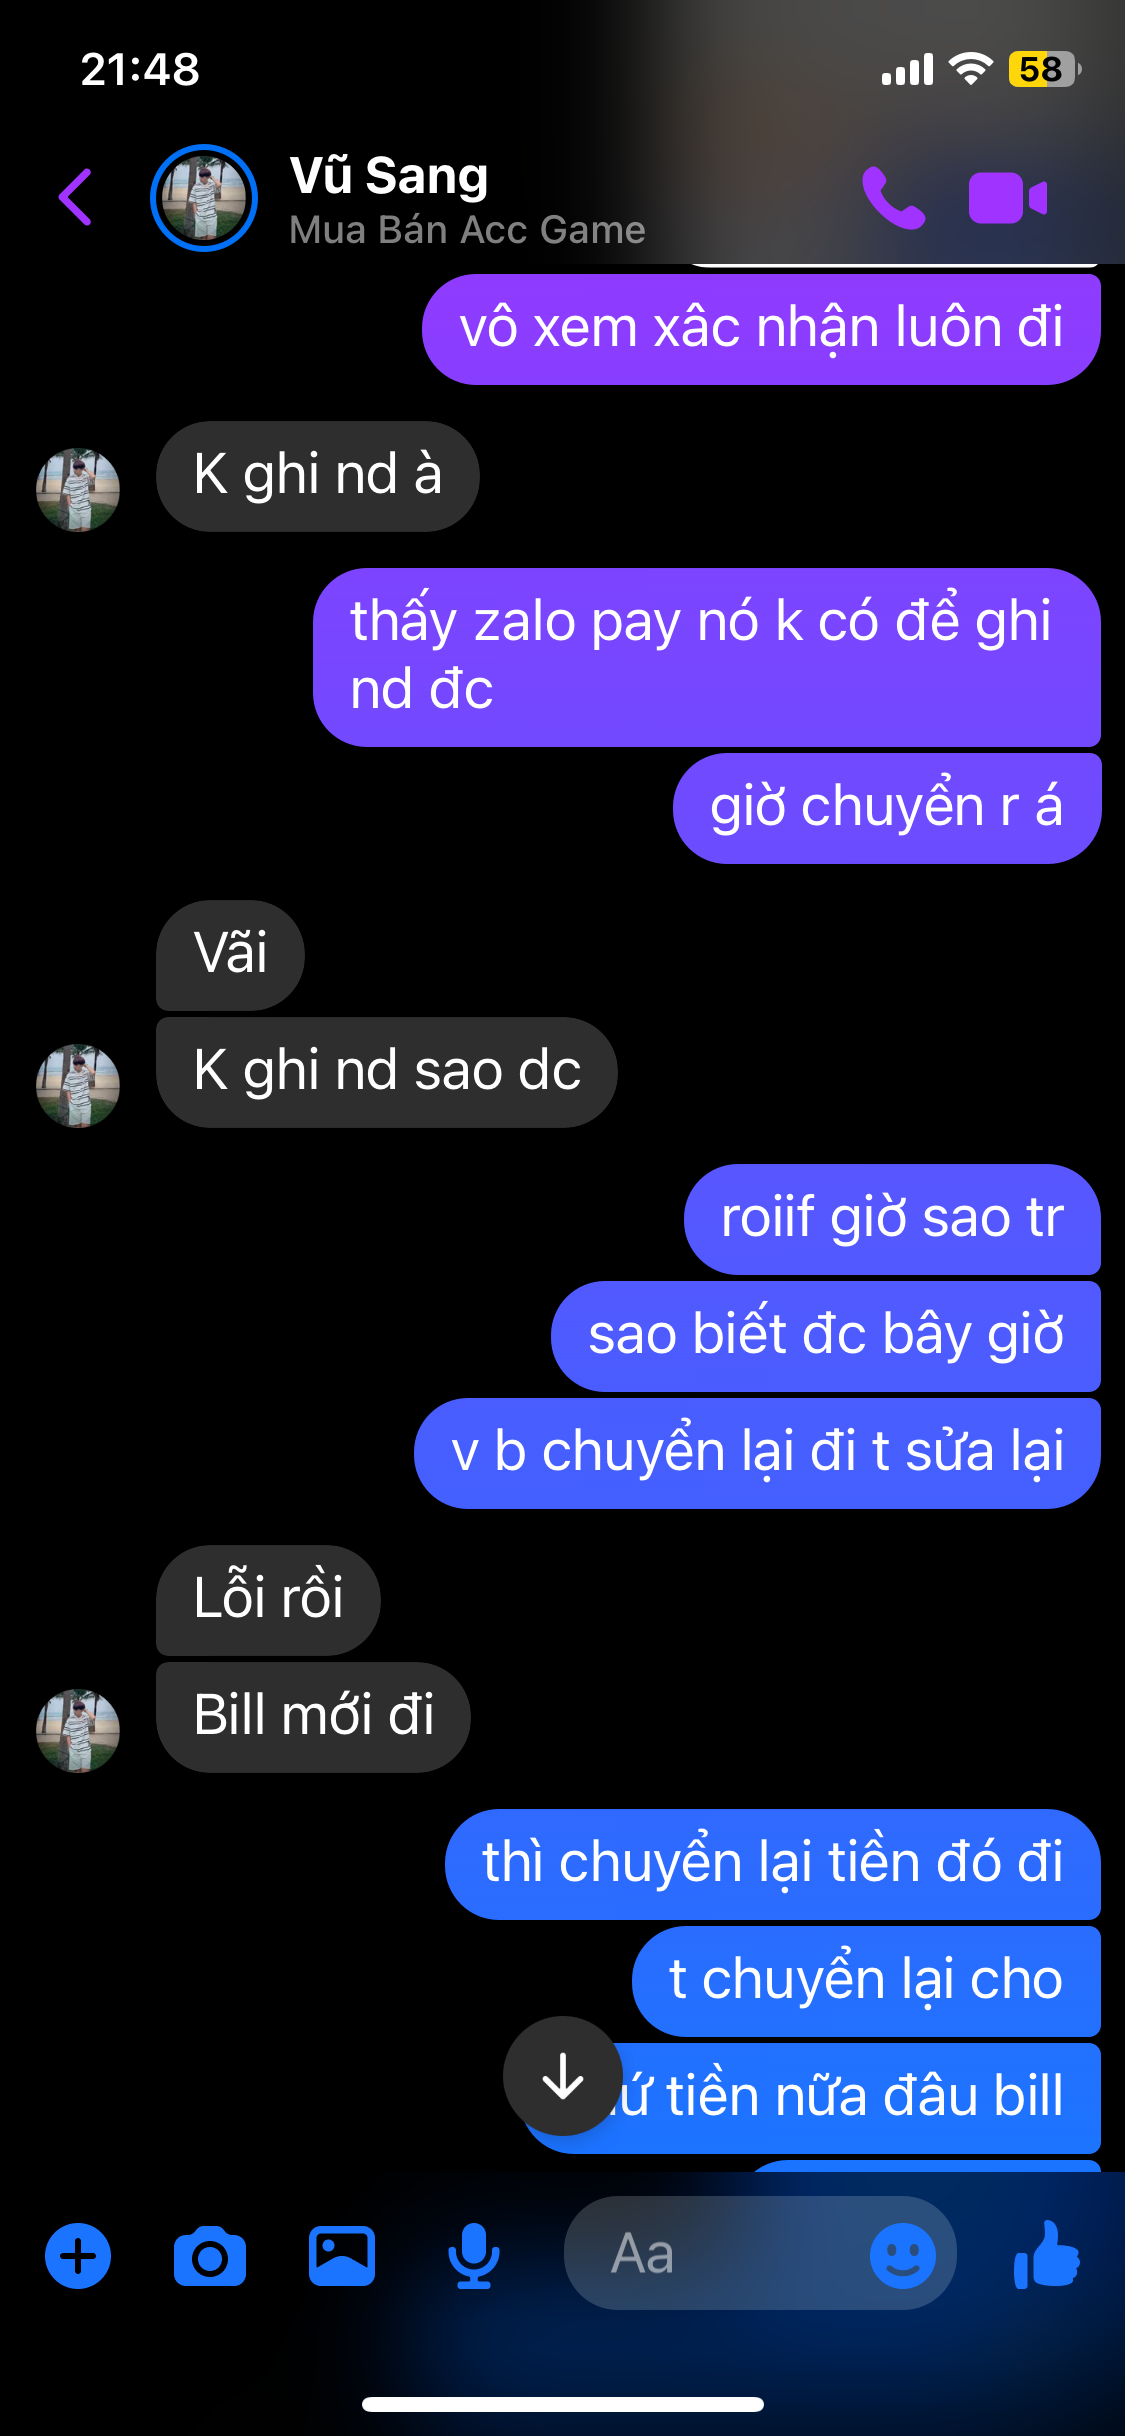 21:48
58
Vũ Sang
Mua Bán Acc Game
vô xem xâc nhận luôn đi
K ghi nd à
thấy zalo pay nó k có để ghi
nd đc
giờ chuyển r á
Vãi
K ghi nd sao dc
roiif giờ sao tr
sao biết đc bây giờ
v b chuyển lại đi t sửa lại
Lỗi rồi
Bill mới đi
thì chuyển lại tiền đó đi
t chuyển lại cho
tiền nữa đâu bill
Aa